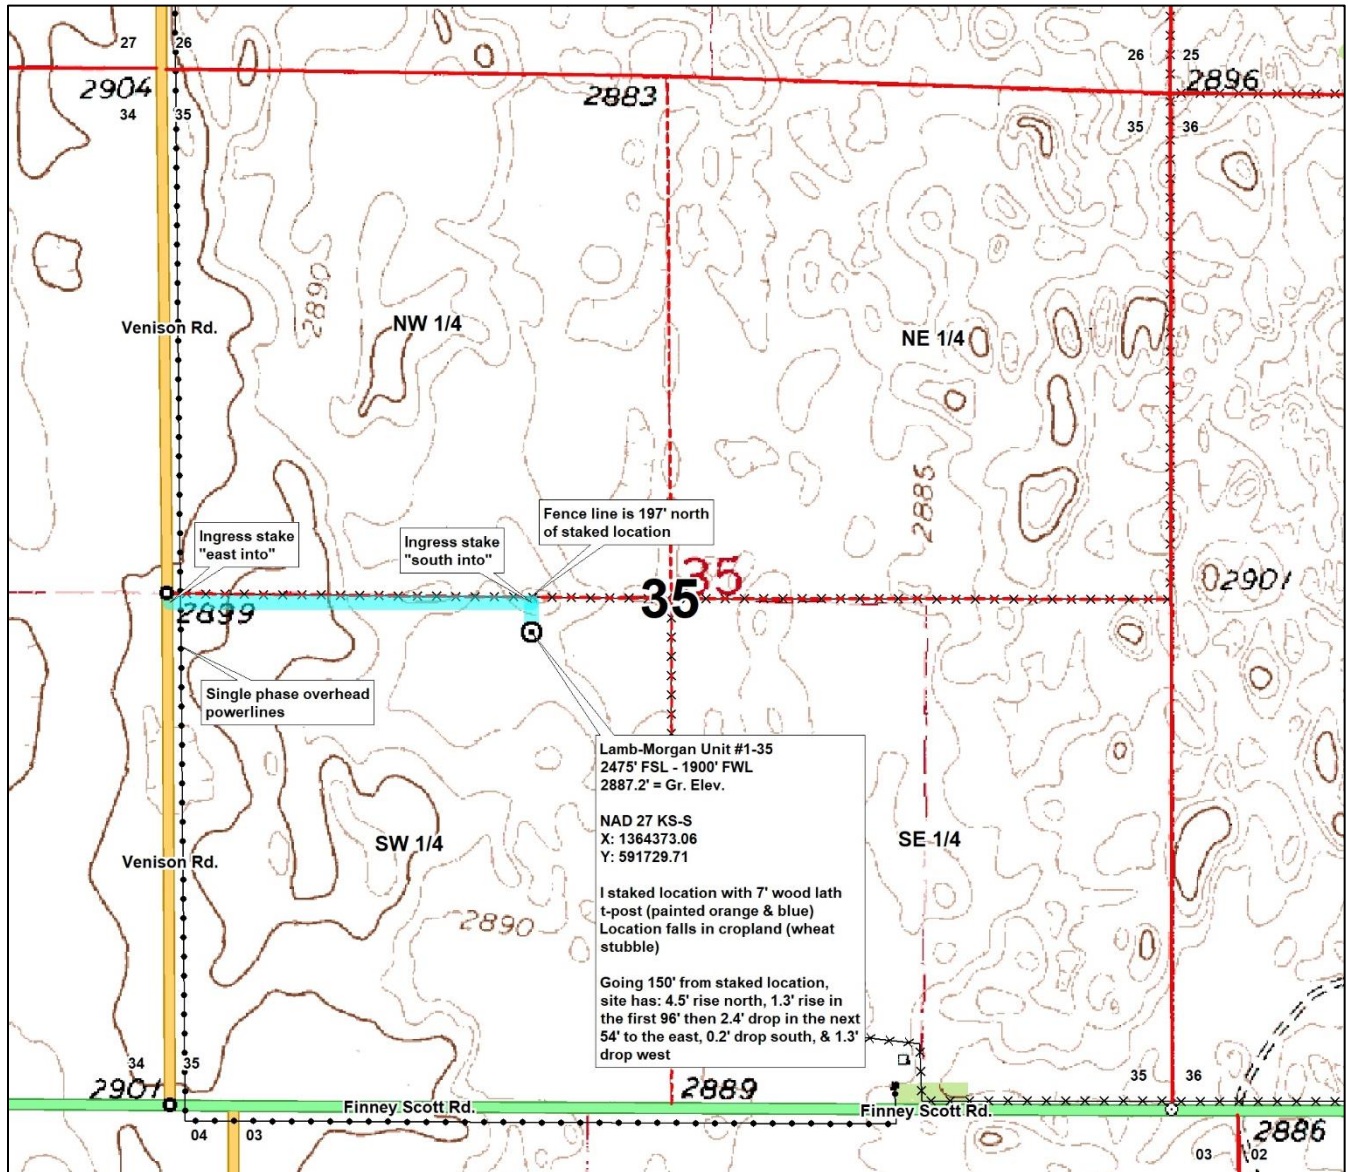 27
26
26
25
2904
2883
2896
34
35
35
36
2890
Venison Rd.
NW 1/4
NE 1/4
2885
Fence line is 197' north
of staked location
Ingress stake
"east into"
Ingress stake
"south into"
35
35
2901
2899
Single phase overhead
powerlines
Lamb-Morgan Unit #1-35
2475' FSL - 1900' FWL
2887.2' = Gr. Elev.
NAD 27 KS-S
X: 1364373.06
Y: 591729.71
I staked location with 7' wood lath
t-post (painted orange & blue)
Location falls in cropland (wheat
stubble)
Going 150' from staked location,
site has: 4.5' rise north, 1.3' rise in
the first 96' then 2.4' drop in the next
54' to the east, 0.2' drop south, & 1.3'
drop west
SW 1/4
SE 1/4
Venison Rd.
2890
34
35
35
36
2901
2889
Finney Scott Rd.
Finney Scott Rd.
04
03
2886
03
02